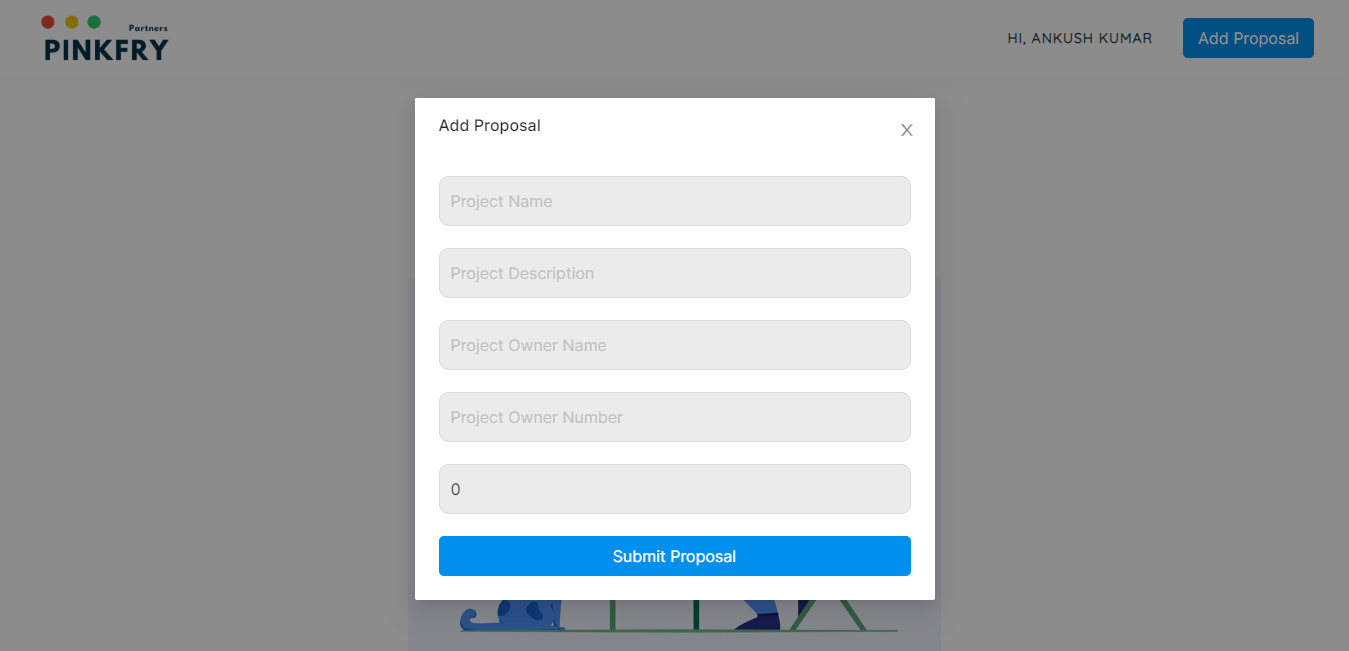 Partners
PINKFRY
HI, ANKUSH KUMAR
Add Proposal
Add Proposal
X
Project Name
Project Description
Project Owner Name
Project Owner Number
0
Submit Proposal